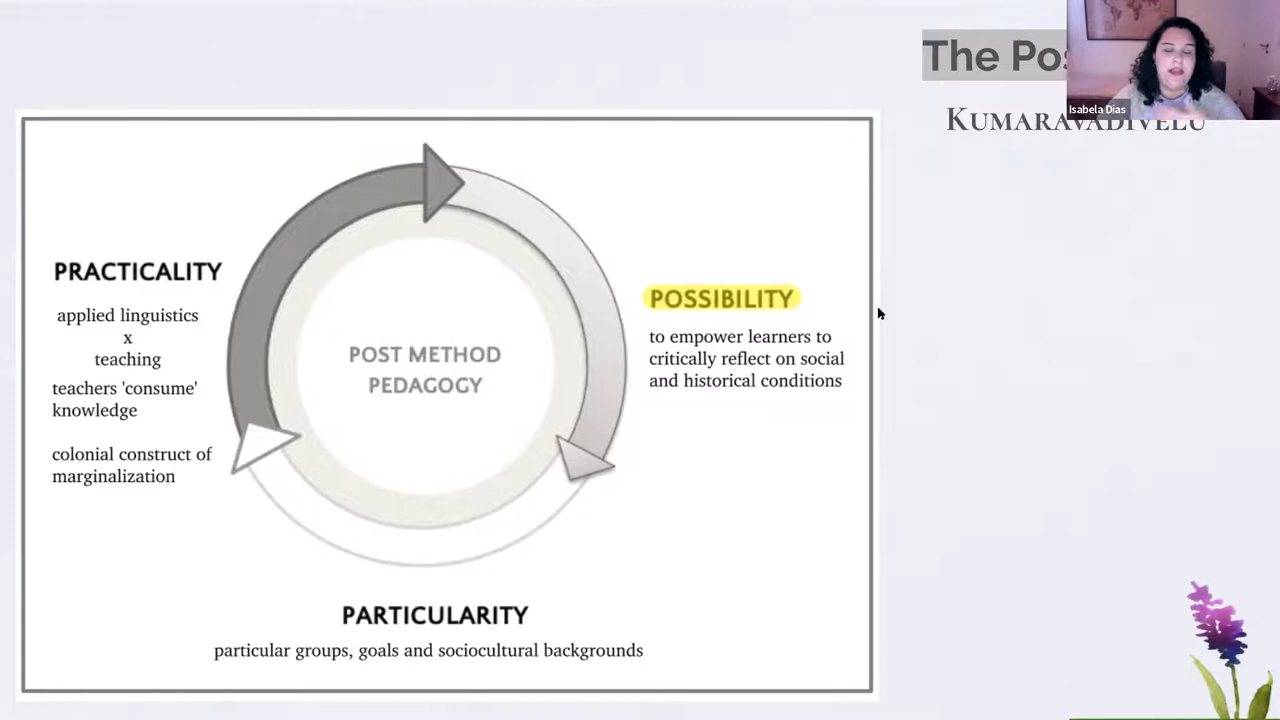 The Pos
Isabela Dias
KUMARAVADIVELU
PRACTICALITY
applied linguistics
x
teaching
teachers 'consume'
knowledge
colonial construct of
marginalization
POST METHOD
PEDAGOGY
POSSIBILITY
to empower learners to
critically reflect on social
and historical conditions
PARTICULARITY
particular groups, goals and sociocultural backgrounds